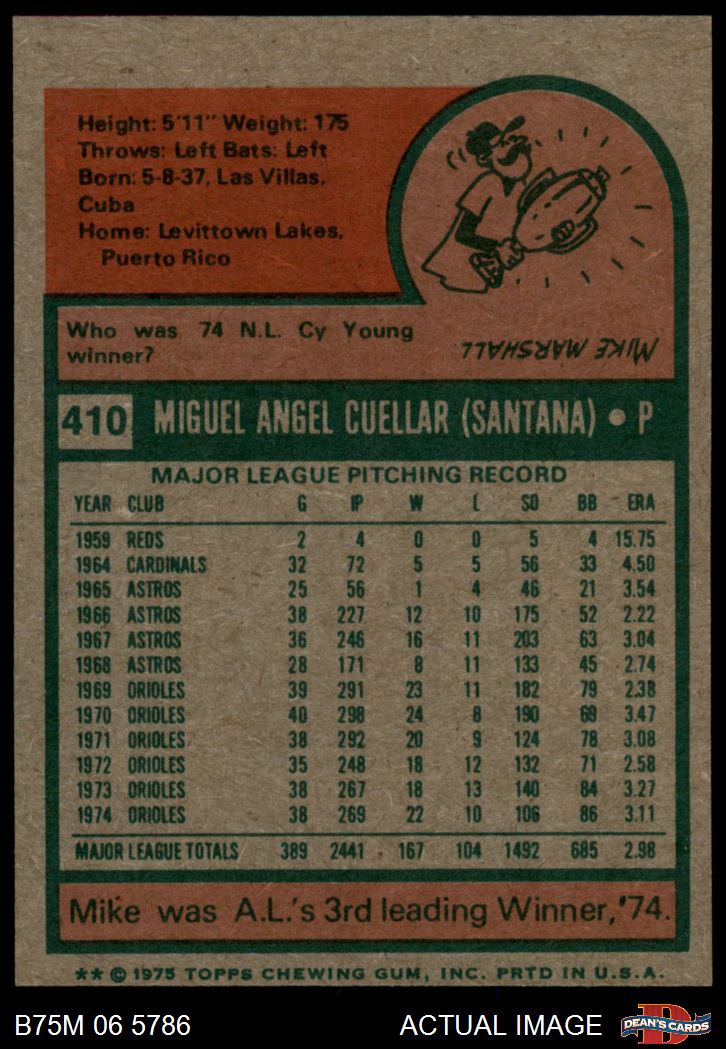 Height: 5'11" Weight: 175
Throws: Left Bats: Left
Born: 5-8-37, Las Villas,
Cuba
Home: Levittown Lakes,
Puerto Rico
Who was 74 N.L. Cy Young
winner?
MIKE MARSHALL
410 MIGUEL ANGEL CUELLAR (SANTANA) • P
MAJOR LEAGUE PITCHING RECORD
YEAR CLUB G IP W L SO BB ERA
1959 REDS 2 4 0 0 5 4 15.75
1964 CARDINALS 32 72 5 5 56 33 4.50
1965 ASTROS 25 56 1 4 46 21 3.54
1966 ASTROS 38 227 12 10 175 52 2.22
1967 ASTROS 36 246 16 11 203 63 3.04
1968 ASTROS 28 171 8 11 133 45 2.74
1969 ORIOLES 39 291 23 11 182 79 2.38
1970 ORIOLES 40 298 24 8 190 69 3.47
1971 ORIOLES 38 292 20 9 124 78 3.08
1972 ORIOLES 35 248 18 12 132 71 2.58
1973 ORIOLES 38 267 18 13 140 84 3.27
1974 ORIOLES 38 269 22 10 106 86 3.11
MAJOR LEAGUE TOTALS 389 2441 167 104 1492 685 2.98
Mike was A.L.'s 3rd leading Winner, '74.
** © 1975 TOPPS CHEWING GUM, INC. PRTD IN U.S.A.
B75M 06 5786 ACTUAL IMAGE D DEAN'S CARDS